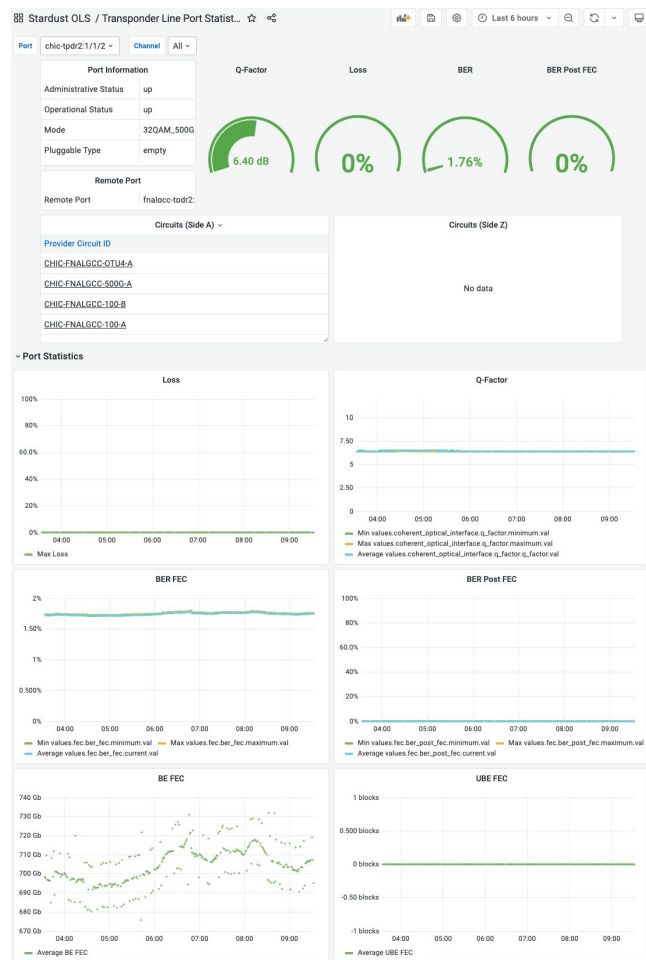 Stardust OLS / Transponder Line Port Statist...
Last 6 hours
Port chic-tpdr2:1/1/2 Channel All
Port Information
Administrative Status up
Operational Status up
Mode 32QAM_500G
Pluggable Type empty
Remote Port
Remote Port fnalgcc-tpdr2:
Q-Factor
6.40 dB
Loss
0%
BER
1.76%
BER Post FEC
0%
Circuits (Side A)
Provider Circuit ID
CHIC-FNALGCC-OTU4-A
CHIC-FNALGCC-500G-A
CHIC-FNALGCC-100-B
CHIC-FNALGCC-100-A
Circuits (Side Z)
No data
Port Statistics
Loss
100%
80%
60.0%
40%
20%
0%
04:00 05:00 06:00 07:00 08:00 09:00
Max Loss
Q-Factor
10
7.50
5
2.50
0
04:00 05:00 06:00 07:00 08:00 09:00
Min values.coherent_optical_interface.q_factor.minimum.val
Max values.coherent_optical_interface.q_factor.maximum.val
Average values.coherent_optical_interface.q_factor.q_factor.val
BER FEC
2%
1.50%
1%
0.500%
0%
04:00 05:00 06:00 07:00 08:00 09:00
Min values.fec.ber_fec.minimum.val Max values.fec.ber_fec.maximum.val
Average values.fec.ber_fec.current.val
BER Post FEC
100%
80%
60.0%
40%
20%
0%
04:00 05:00 06:00 07:00 08:00 09:00
Min values.fec.ber_post_fec.minimum.val Max values.fec.ber_post_fec.maximum.val
Average values.fec.ber_post_fec.current.val
BE FEC
740 Gb
730 Gb
720 Gb
710 Gb
700 Gb
690 Gb
680 Gb
670 Gb
04:00 05:00 06:00 07:00 08:00 09:00
Average BE FEC
UBE FEC
1 blocks
0.500 blocks
0 blocks
-0.50 blocks
-1 blocks
04:00 05:00 06:00 07:00 08:00 09:00
Average UBE FEC